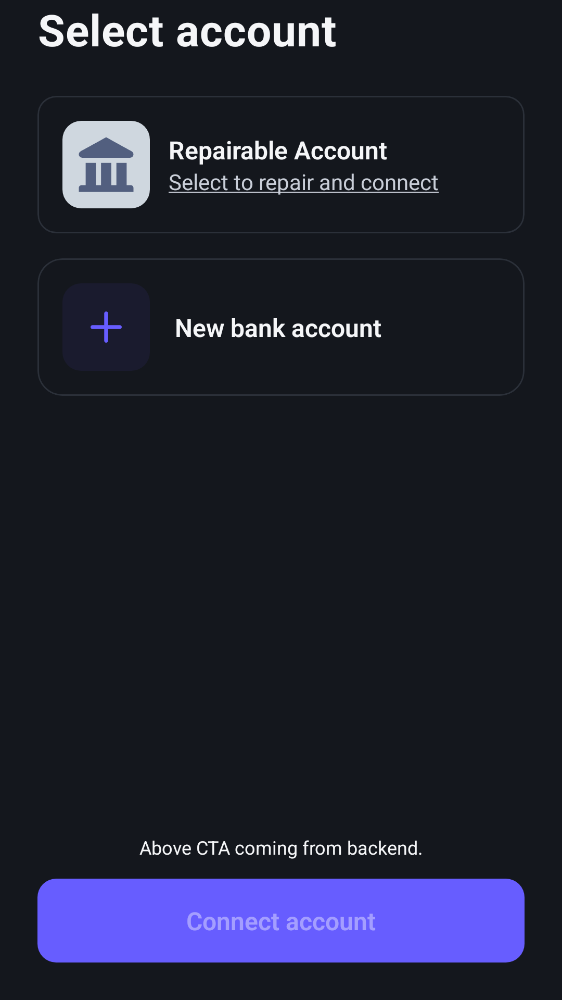 Select account
Repairable Account
Select to repair and connect
New bank account
Above CTA coming from backend.
Connect account